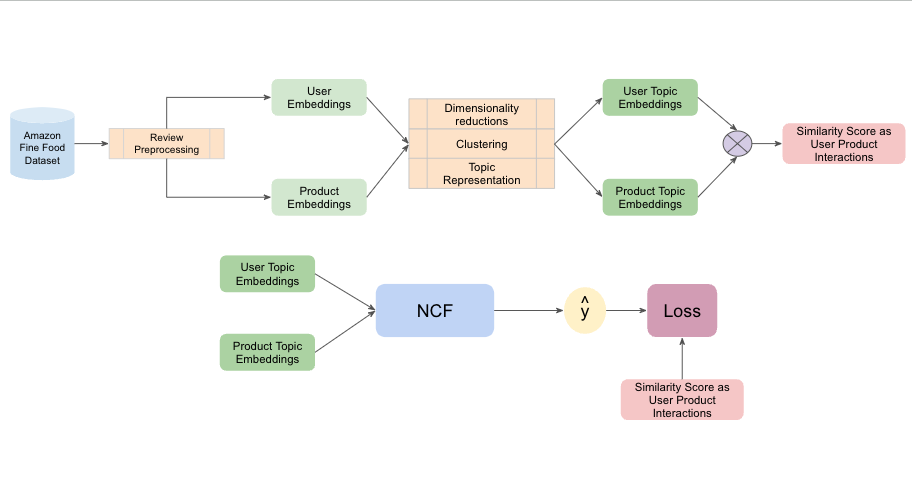 Amazon
Fine Food
Dataset
Review
Preprocessing
User
Embeddings
Product
Embeddings
Dimensionality
reductions
Clustering
Topic
Representation
User Topic
Embeddings
Product Topic
Embeddings
Similarity Score as
User Product
Interactions
User Topic
Embeddings
Product Topic
Embeddings
NCF
ŷ
Loss
Similarity Score as
User Product
Interactions